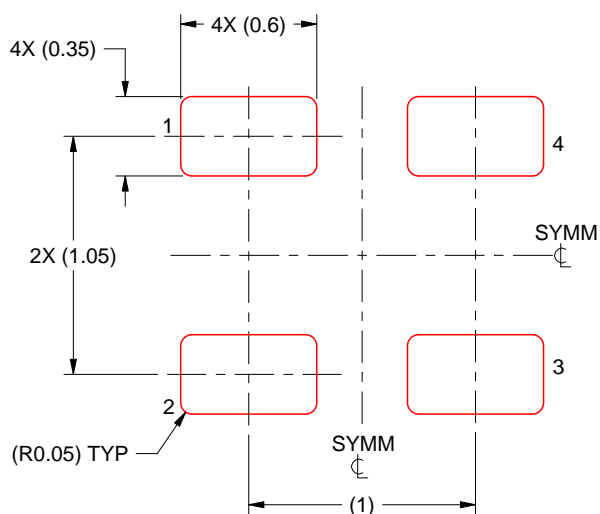 4X (0.6)
4X (0.35)
1
4
SYMM
℄
2X (1.05)
3
2
(R0.05) TYP
SYMM
℄
(1)